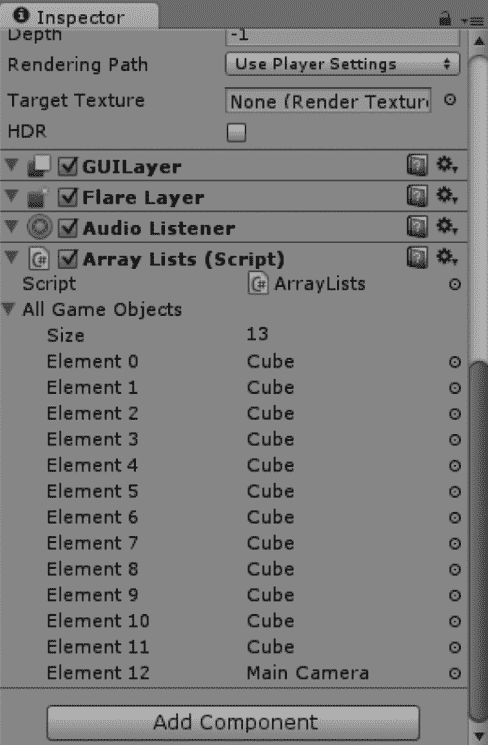 Inspector
Depth -1
Rendering Path Use Player Settings
Target Texture None (Render Textur
HDR
GUILayer
Flare Layer
Audio Listener
Array Lists (Script)
Script ArrayLists
All Game Objects
Size 13
Element 0 Cube
Element 1 Cube
Element 2 Cube
Element 3 Cube
Element 4 Cube
Element 5 Cube
Element 6 Cube
Element 7 Cube
Element 8 Cube
Element 9 Cube
Element 10 Cube
Element 11 Cube
Element 12 Main Camera
Add Component